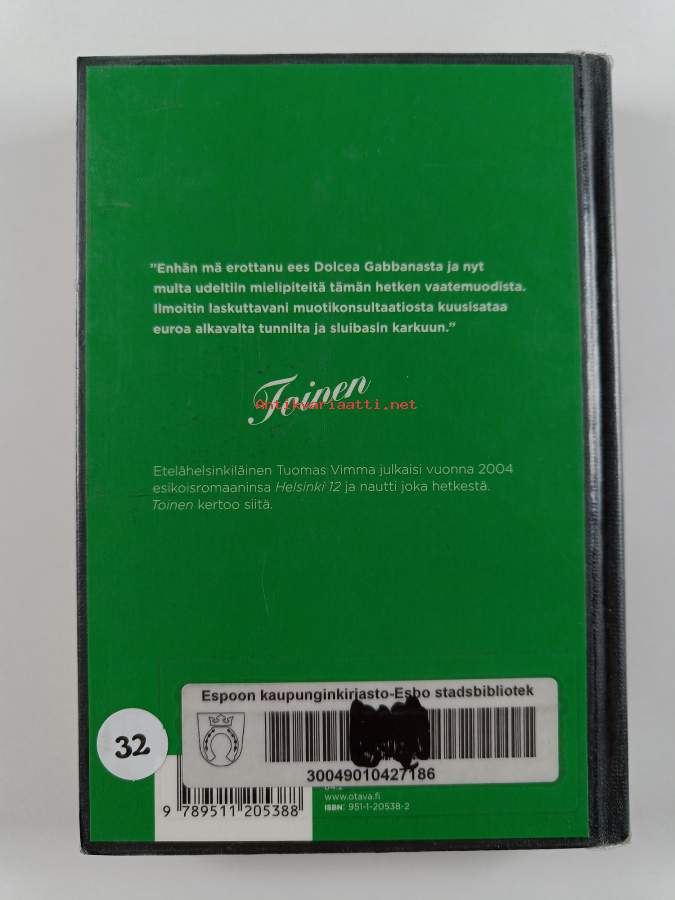 "Enhän mä erottanu ees Dolcea Gabbanasta ja nyt
multa udeltiin mielipiteitä tämän hetken vaatemuodista.
Ilmoitin laskuttavani muotikonsultaatiosta kuusisataa
euroa alkavalta tunnilta ja sluibasin karkuun."
Toinen
Antikvariaatti.net
Etelähelsinkiläinen Tuomas Vimma julkaisi vuonna 2004
esikoisromaaninsa Helsinki 12 ja nautti joka hetkestä.
Toinen kertoo siitä.
Espoon kaupunginkirjasto-Esbo stadsbibliotek
30049010427186
32
84.2
www.otava.fi
ISBN: 951-1-20538-2
9 789511 205388